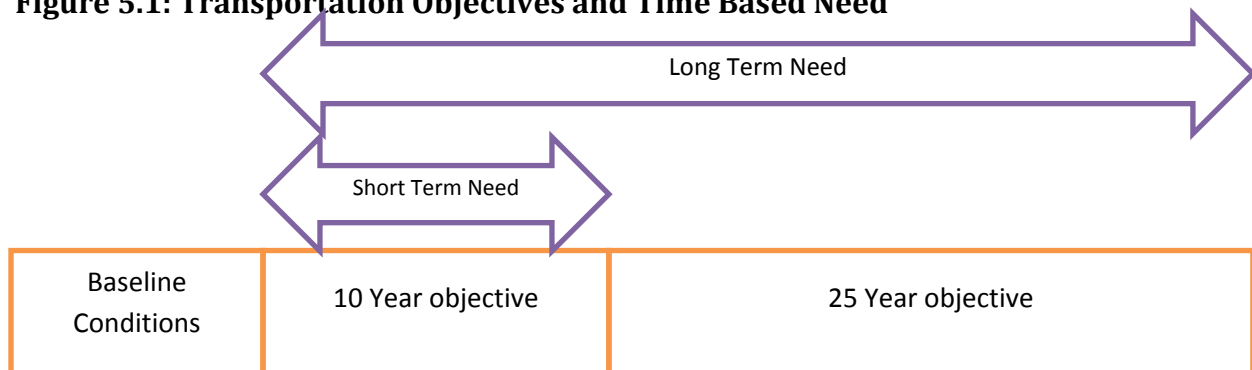 Figure 5.1: Transportation Objectives and Time Based Need
Long Term Need
Short Term Need
Baseline
Conditions
10 Year objective
25 Year objective